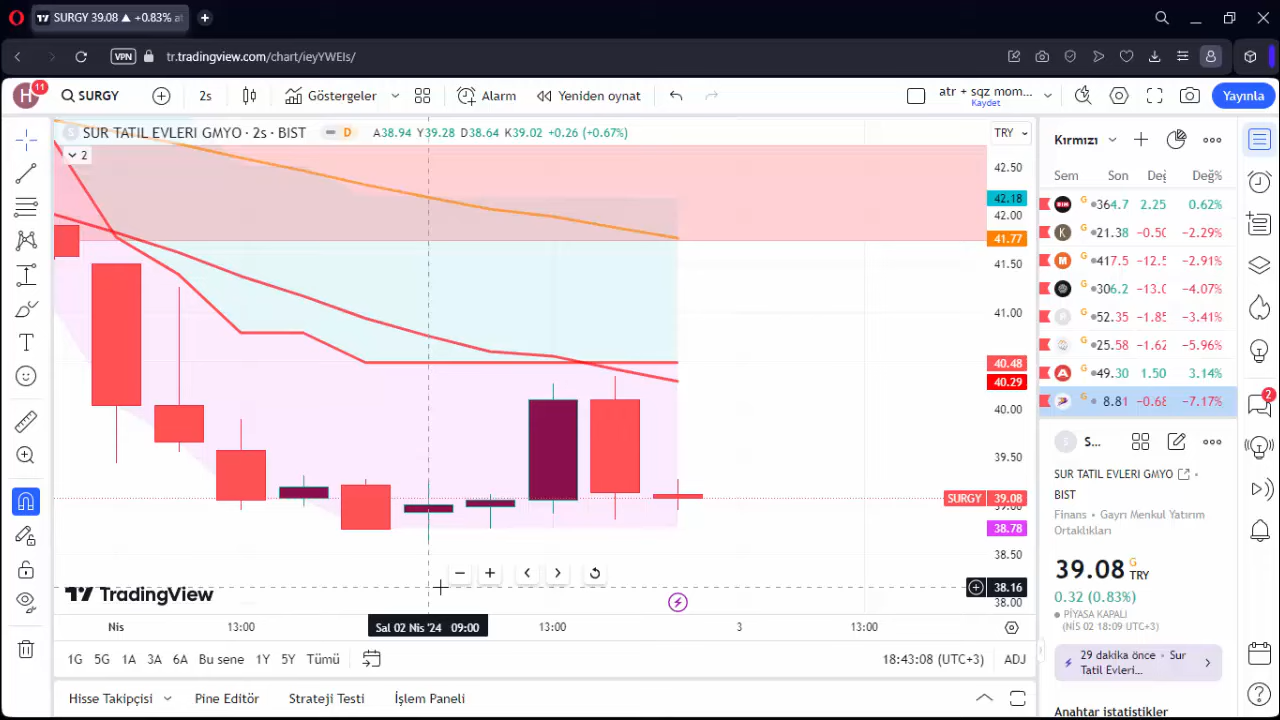 SURGY 39.08 ▲ +0.83%
VPN
tr.tradingview.com/chart/ieyYWEIs/
H
11
SURGY
2s
Göstergeler
Alarm
Yeniden oynat
atr + sqz mom...
Kaydet
Yayınla
SUR TATIL EVLERI GMYO · 2s · BIST
D
A38.94 Y39.28 D38.64 K39.02 +0.26 (+0.67%)
2
TRY
42.50
42.18
42.00
41.77
41.50
41.00
40.48
40.29
40.00
39.50
SURGY 39.08
39.00
38.78
38.50
38.16
38.00
TradingView
Nis
13:00
Sal 02 Nis '24 09:00
13:00
3
13:00
1G 5G 1A 3A 6A Bu sene 1Y 5Y Tümü
18:43:08 (UTC+3)
ADJ
Hisse Takipçisi
Pine Editör
Strateji Testi
İşlem Paneli
Kırmızı
Sem Son Değ Değ%
G 364.7 2.25 0.62%
K G 21.38 −0.50 −2.29%
G 417.5 −12.5 −2.91%
G 306.2 −13.0 −4.07%
G 52.35 −1.85 −3.41%
G 25.58 −1.62 −5.96%
A G 49.30 1.50 3.14%
G 8.81 −0.68 −7.17%
2
S S...
SUR TATIL EVLERI GMYO
BIST
Finans • Gayrı Menkul Yatırım
Ortaklıkları
39.08 G TRY
0.32 (0.83%)
PİYASA KAPALI
(NİS 02 18:09 UTC+3)
29 dakika önce • Sur
Tatil Evleri...
Anahtar istatistikler